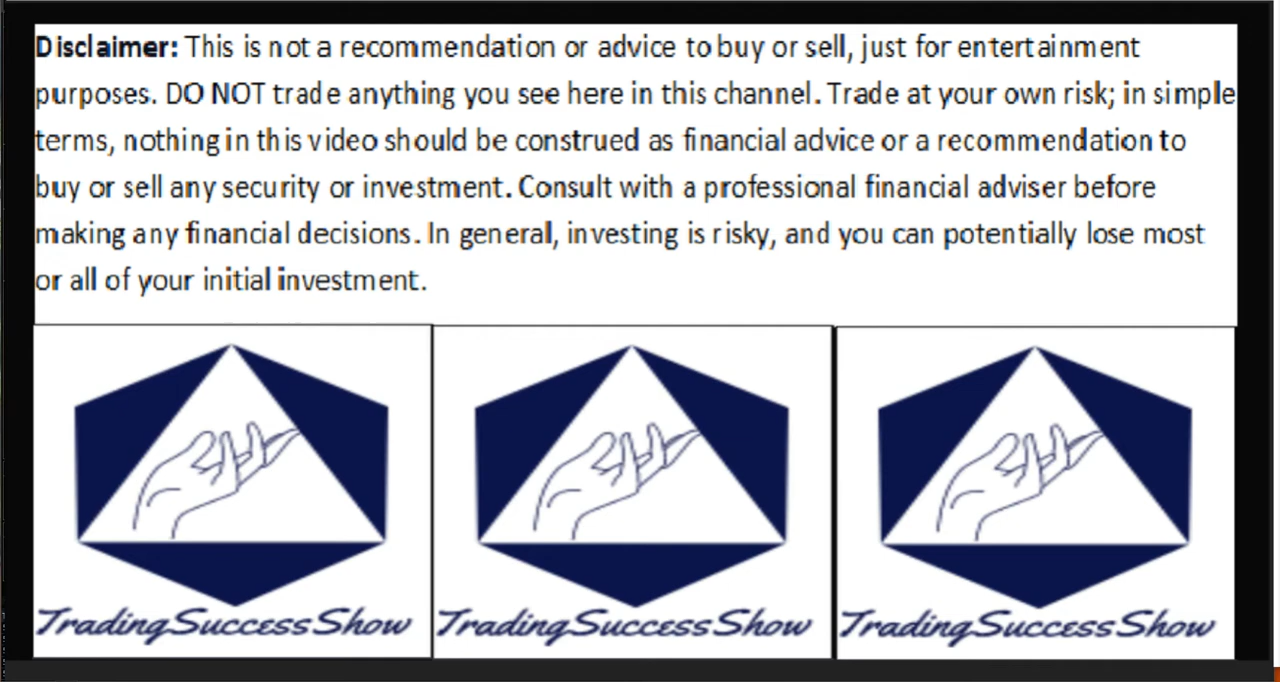 Disclaimer: This is not a recommendation or advice to buy or sell, just for entertainment
purposes. DO NOT trade anything you see here in this channel. Trade at your own risk; in simple
terms, nothing in this video should be construed as financial advice or a recommendation to
buy or sell any security or investment. Consult with a professional financial adviser before
making any financial decisions. In general, investing is risky, and you can potentially lose most
or all of your initial investment.
TradingSuccessShow
TradingSuccessShow
TradingSuccessShow